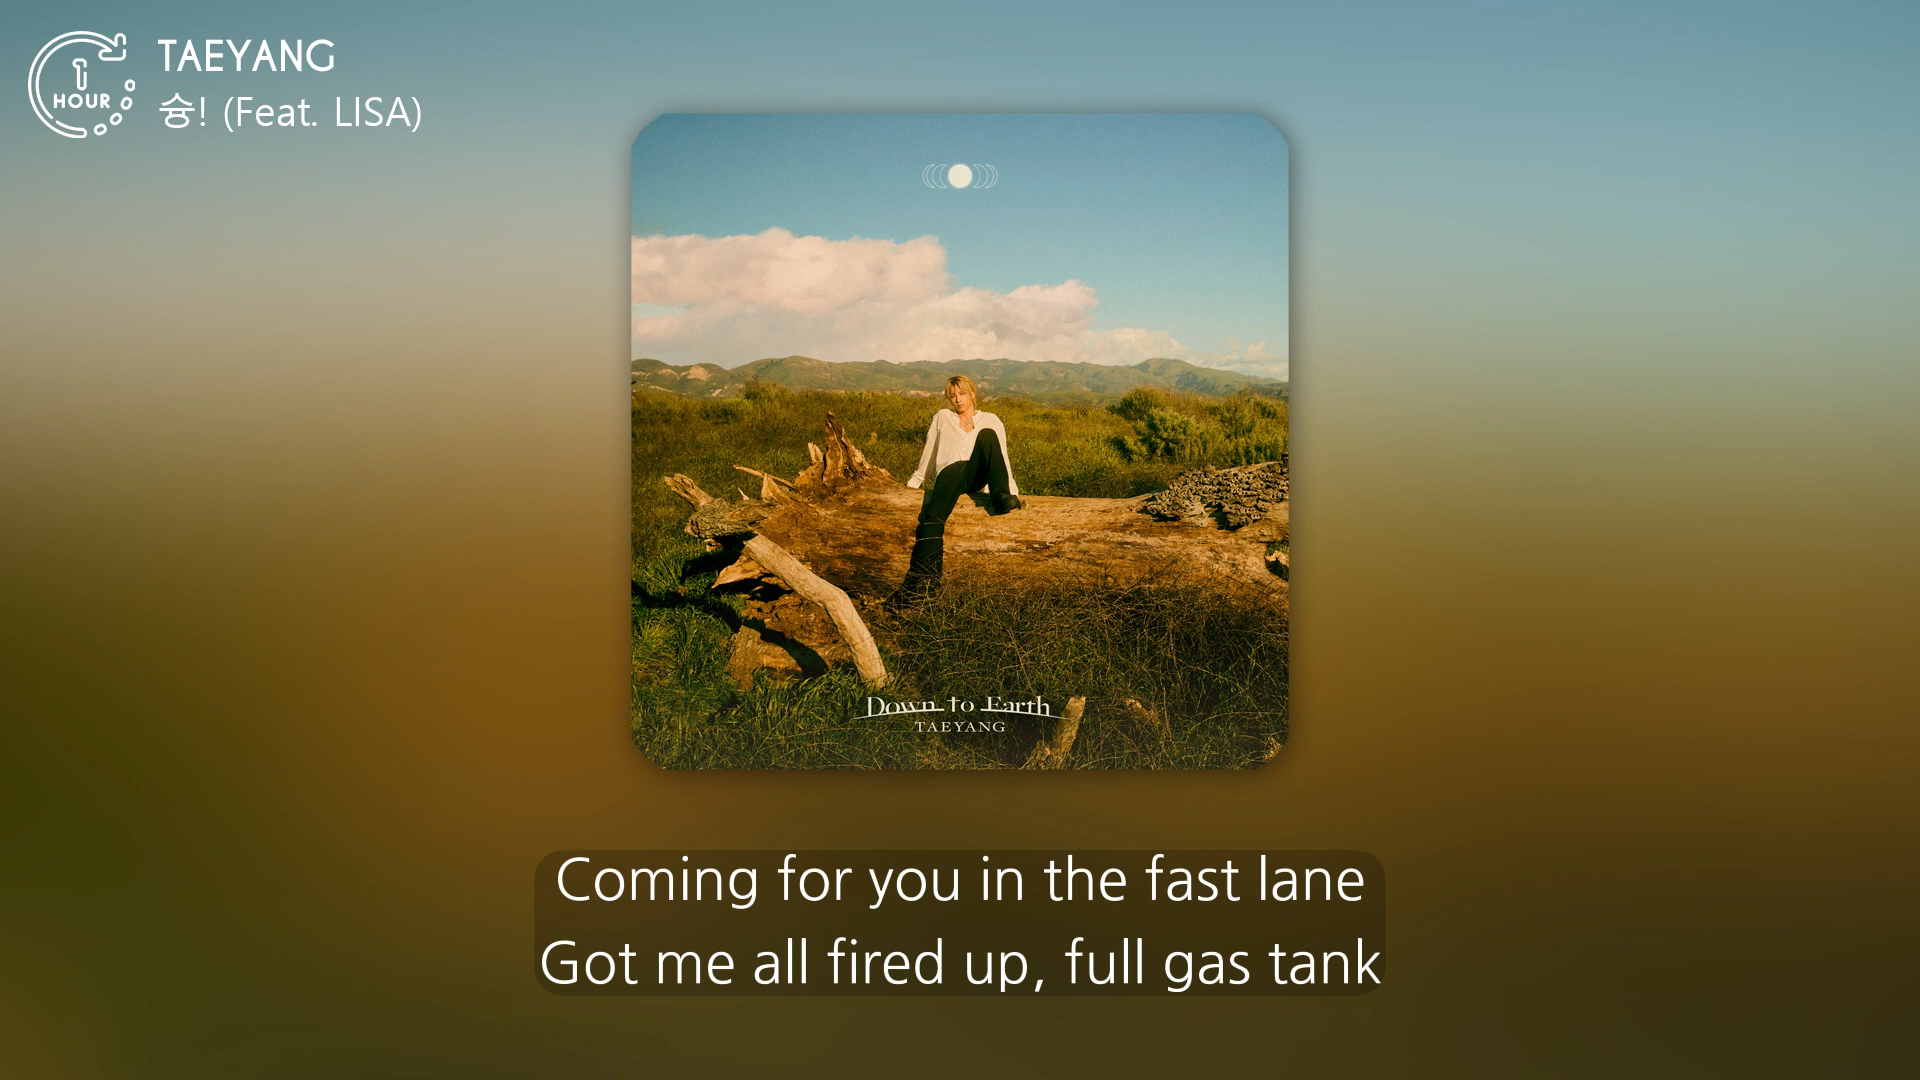 1
HOUR
TAEYANG
슝! (Feat. LISA)
Down to Earth
TAEYANG
Coming for you in the fast lane
Got me all fired up, full gas tank